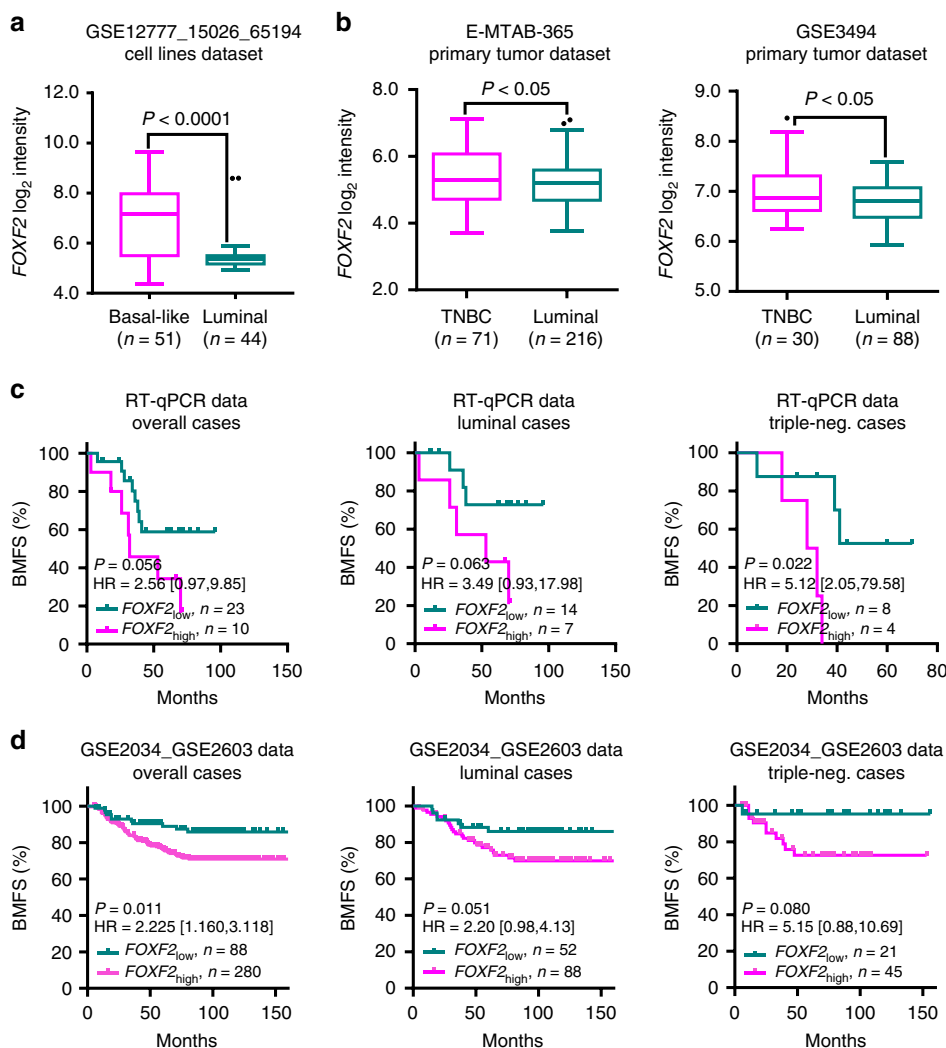 a
GSE12777_15026_65194
cell lines dataset
FOXF2 log2 intensity
12.0
10.0
8.0
6.0
4.0
P < 0.0001
Basal-like
(n = 51)
Luminal
(n = 44)
b
E-MTAB-365
primary tumor dataset
FOXF2 log2 intensity
8.0
6.0
4.0
2.0
P < 0.05
TNBC
(n = 71)
Luminal
(n = 216)
GSE3494
primary tumor dataset
FOXF2 log2 intensity
9.0
8.0
7.0
6.0
5.0
P < 0.05
TNBC
(n = 30)
Luminal
(n = 88)
c
RT-qPCR data
overall cases
BMFS (%)
100
80
60
40
20
0
P = 0.056
HR = 2.56 [0.97,9.85]
FOXF2low, n = 23
FOXF2high, n = 10
0 50 100 150
Months
RT-qPCR data
luminal cases
BMFS (%)
100
80
60
40
20
0
P = 0.063
HR = 3.49 [0.93,17.98]
FOXF2low, n = 14
FOXF2high, n = 7
0 50 100 150
Months
RT-qPCR data
triple-neg. cases
BMFS (%)
100
80
60
40
20
0
P = 0.022
HR = 5.12 [2.05,79.58]
FOXF2low, n = 8
FOXF2high, n = 4
0 20 40 60 80
Months
d
GSE2034_GSE2603 data
overall cases
BMFS (%)
100
80
60
40
20
0
P = 0.011
HR = 2.225 [1.160,3.118]
FOXF2low, n = 88
FOXF2high, n = 280
0 50 100 150
Months
GSE2034_GSE2603 data
luminal cases
BMFS (%)
100
80
60
40
20
0
P = 0.051
HR = 2.20 [0.98,4.13]
FOXF2low, n = 52
FOXF2high, n = 88
0 50 100 150
Months
GSE2034_GSE2603 data
triple-neg. cases
BMFS (%)
100
80
60
40
20
0
P = 0.080
HR = 5.15 [0.88,10.69]
FOXF2low, n = 21
FOXF2high, n = 45
0 50 100 150
Months